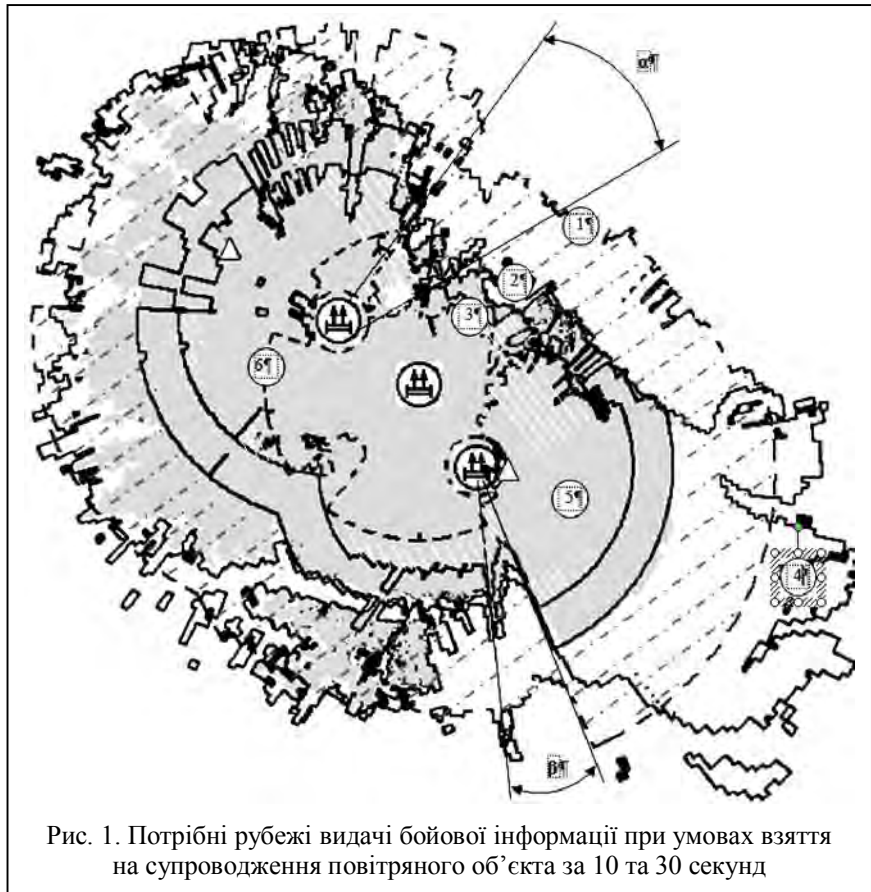 α¶
1¶
2¶
3¶
6¶
5¶
4¶
β¶
Рис. 1. Потрібні рубежі видачі бойової інформації при умовах взяття
на супроводження повітряного об’єкта за 10 та 30 секунд